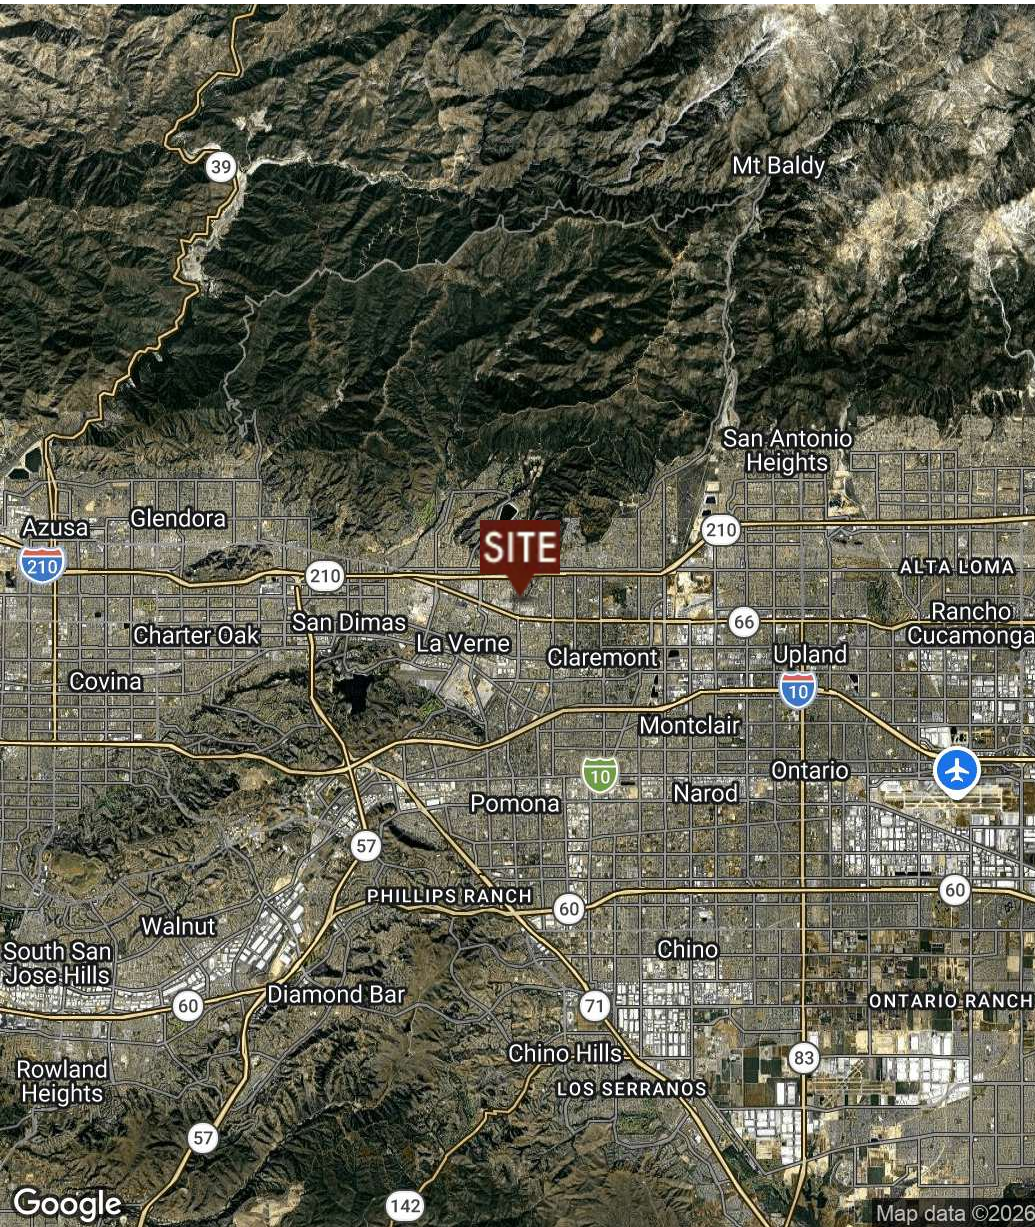 39
Mt Baldy
San Antonio
Heights
Azusa
Glendora
210
SITE
210
210
ALTA LOMA
66
Rancho
Cucamonga
San Dimas
Charter Oak
La Verne
Claremont
Upland
Covina
10
Montclair
10
Ontario
Narod
Pomona
57
PHILLIPS RANCH
60
60
Walnut
Chino
South San
Jose Hills
Diamond Bar
60
71
ONTARIO RANCH
Chino Hills
83
Rowland
Heights
LOS SERRANOS
57
142
Google
Map data ©2026